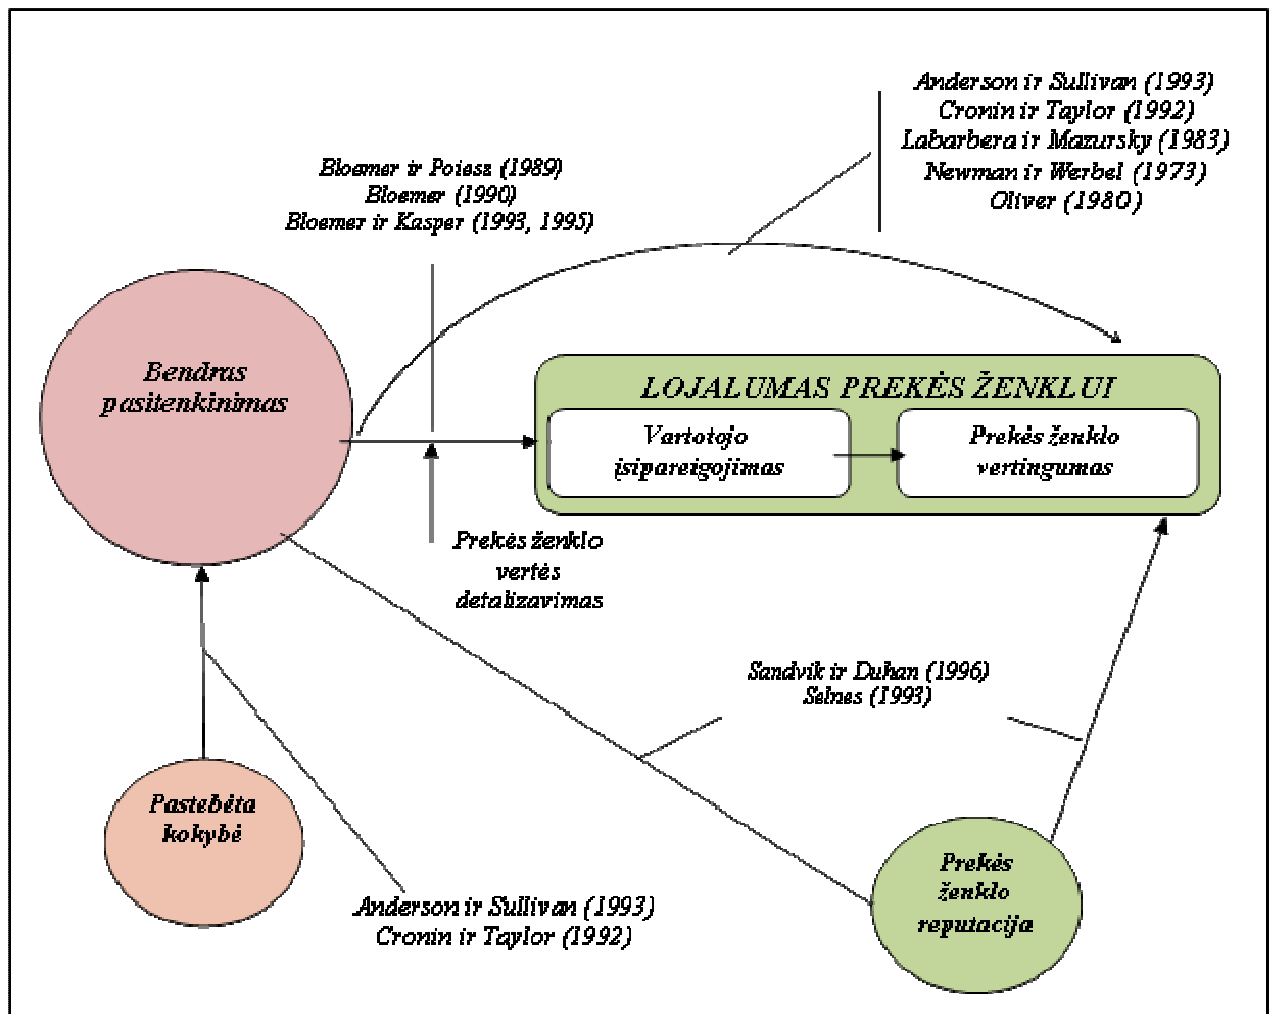 Anderson ir Sullivan (1993)
Cronin ir Taylor (1992)
Labarbera ir Mazursky (1983)
Newman ir Werbel (1973)
Oliver (1980)
Bloemer ir Poiesz (1989)
Bloemer (1990)
Bloemer ir Kasper (1993, 1995)
Bendras
pasitenkinimas
LOJALUMAS PREKĖS ŽENKLUI
Vartotojo
įsipareigojimas
Prekės ženklo
vertingumas
Prekės ženklo
vertės
detalizavimas
Sandvik ir Duhan (1996)
Selnes (1993)
Pastebėta
kokybė
Prekės
ženklo
reputacija
Anderson ir Sullivan (1993)
Cronin ir Taylor (1992)